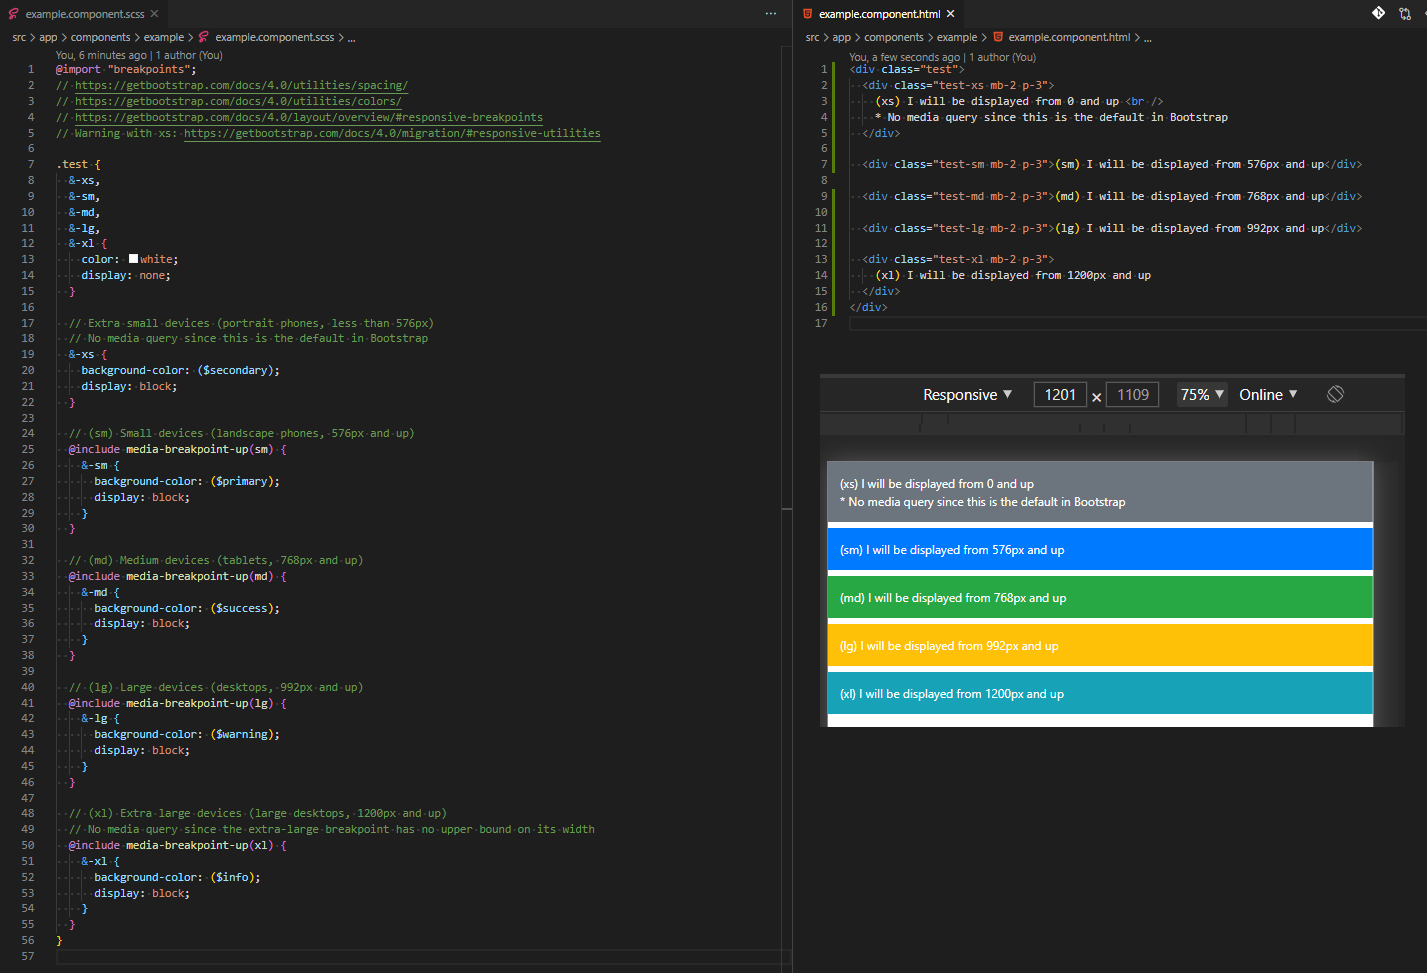 example.component.scss
src > app > components > example > example.component.scss > ...
You, 6 minutes ago | 1 author (You)
1 @import "breakpoints";
2 // https://getbootstrap.com/docs/4.0/utilities/spacing/
3 // https://getbootstrap.com/docs/4.0/utilities/colors/
4 // https://getbootstrap.com/docs/4.0/layout/overview/#responsive-breakpoints
5 // Warning with xs: https://getbootstrap.com/docs/4.0/migration/#responsive-utilities
6
7 .test {
8 &-xs,
9 &-sm,
10 &-md,
11 &-lg,
12 &-xl {
13 color: white;
14 display: none;
15 }
16
17 // Extra small devices (portrait phones, less than 576px)
18 // No media query since this is the default in Bootstrap
19 &-xs {
20 background-color: ($secondary);
21 display: block;
22 }
23
24 // (sm) Small devices (landscape phones, 576px and up)
25 @include media-breakpoint-up(sm) {
26 &-sm {
27 background-color: ($primary);
28 display: block;
29 }
30 }
31
32 // (md) Medium devices (tablets, 768px and up)
33 @include media-breakpoint-up(md) {
34 &-md {
35 background-color: ($success);
36 display: block;
37 }
38 }
39
40 // (lg) Large devices (desktops, 992px and up)
41 @include media-breakpoint-up(lg) {
42 &-lg {
43 background-color: ($warning);
44 display: block;
45 }
46 }
47
48 // (xl) Extra large devices (large desktops, 1200px and up)
49 // No media query since the extra-large breakpoint has no upper bound on its width
50 @include media-breakpoint-up(xl) {
51 &-xl {
52 background-color: ($info);
53 display: block;
54 }
55 }
56 }
57
example.component.html
src > app > components > example > example.component.html > ...
You, a few seconds ago | 1 author (You)
1 <div class="test">
2 <div class="test-xs mb-2 p-3">
3 (xs) I will be displayed from 0 and up <br />
4 * No media query since this is the default in Bootstrap
5 </div>
6
7 <div class="test-sm mb-2 p-3">(sm) I will be displayed from 576px and up</div>
8
9 <div class="test-md mb-2 p-3">(md) I will be displayed from 768px and up</div>
10
11 <div class="test-lg mb-2 p-3">(lg) I will be displayed from 992px and up</div>
12
13 <div class="test-xl mb-2 p-3">
14 (xl) I will be displayed from 1200px and up
15 </div>
16 </div>
17
Responsive ▼ 1201 × 1109 75% ▼ Online ▼
(xs) I will be displayed from 0 and up
* No media query since this is the default in Bootstrap
(sm) I will be displayed from 576px and up
(md) I will be displayed from 768px and up
(lg) I will be displayed from 992px and up
(xl) I will be displayed from 1200px and up